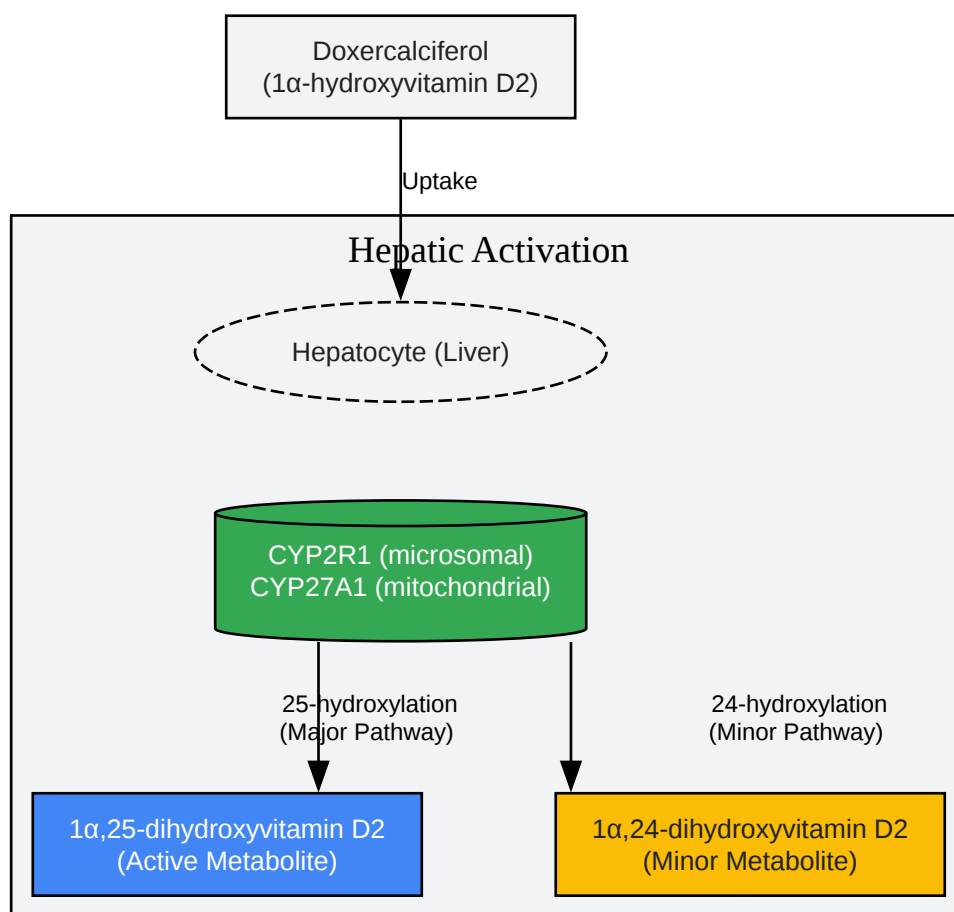 Doxercalciferol
(1α-hydroxyvitamin D2)
Uptake
Hepatic Activation
Hepatocyte (Liver)
CYP2R1 (microsomal)
CYP27A1 (mitochondrial)
25-hydroxylation
(Major Pathway)
24-hydroxylation
(Minor Pathway)
1α,25-dihydroxyvitamin D2
(Active Metabolite)
1α,24-dihydroxyvitamin D2
(Minor Metabolite)